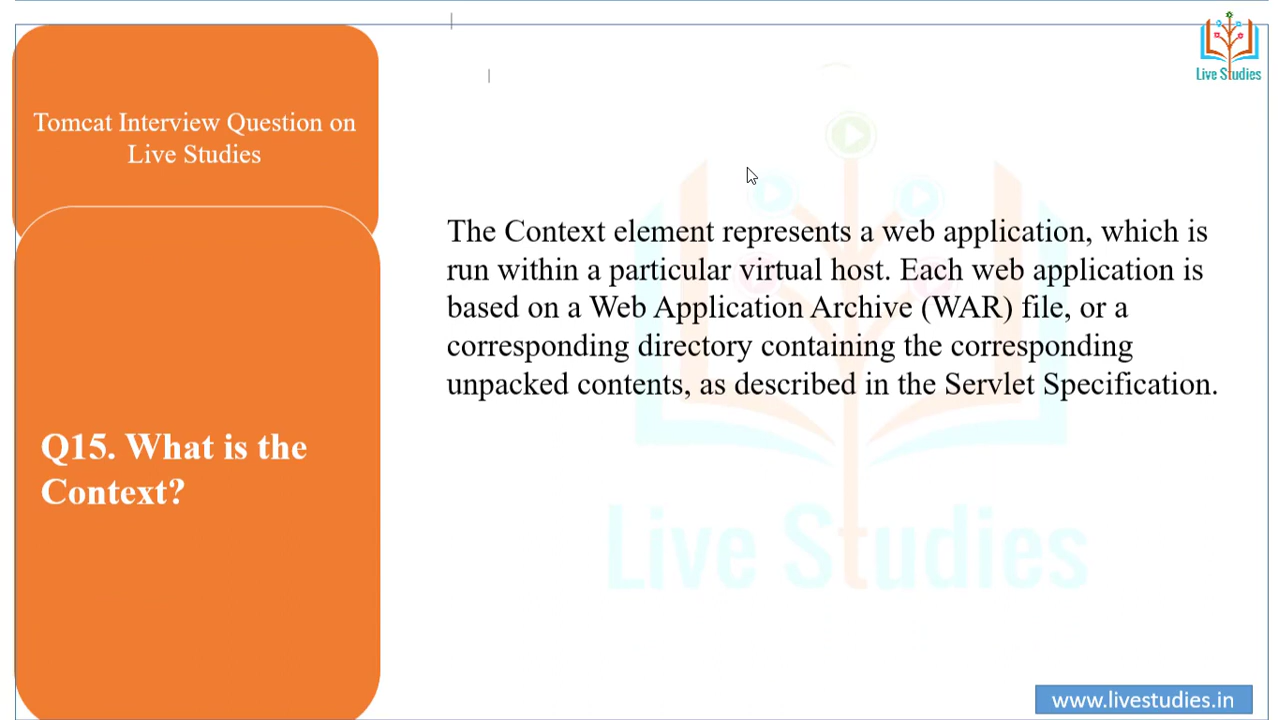 Live Studies
Tomcat Interview Question on
Live Studies
The Context element represents a web application, which is
run within a particular virtual host. Each web application is
based on a Web Application Archive (WAR) file, or a
corresponding directory containing the corresponding
unpacked contents, as described in the Servlet Specification.
Q15. What is the
Context?
Live Studies
www.livestudies.in